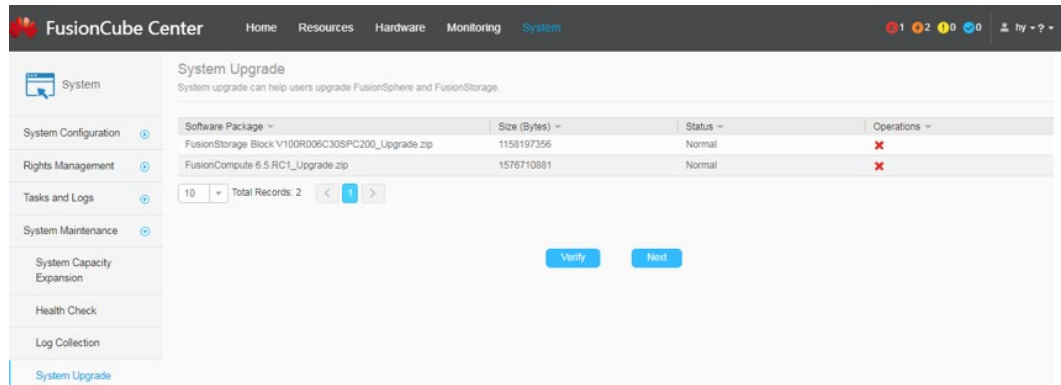 FusionCube Center Home Resources Hardware Monitoring System 1 2 0 0 hy ?
System
System Upgrade
System upgrade can help users upgrade FusionSphere and FusionStorage.
System Configuration
Rights Management
Tasks and Logs
System Maintenance
System Capacity
Expansion
Health Check
Log Collection
System Upgrade
Software Package Size (Bytes) Status Operations
FusionStorage Block V100R006C30SPC200_Upgrade.zip 1158197356 Normal
FusionCompute 6.5.RC1_Upgrade.zip 1576710881 Normal
10 Total Records: 2 < 1 >
Verify Next